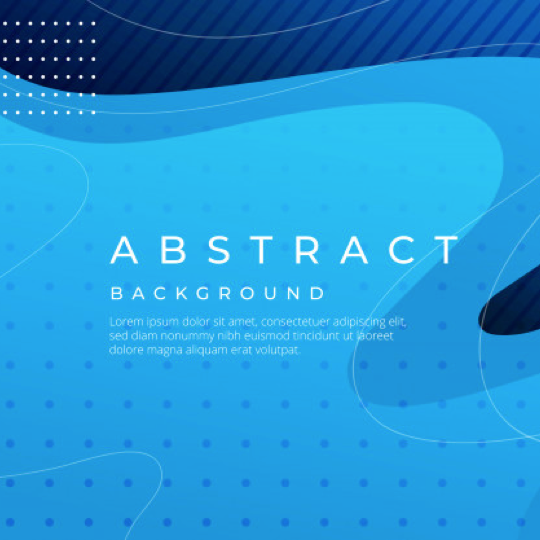 ABSTRACT
BACKGROUND
Lorem ipsum dolor sit amet, consectetuer adipiscing elit,
sed diam nonummy nibh euismod tincidunt ut laoreet
dolore magna aliquam erat volutpat.